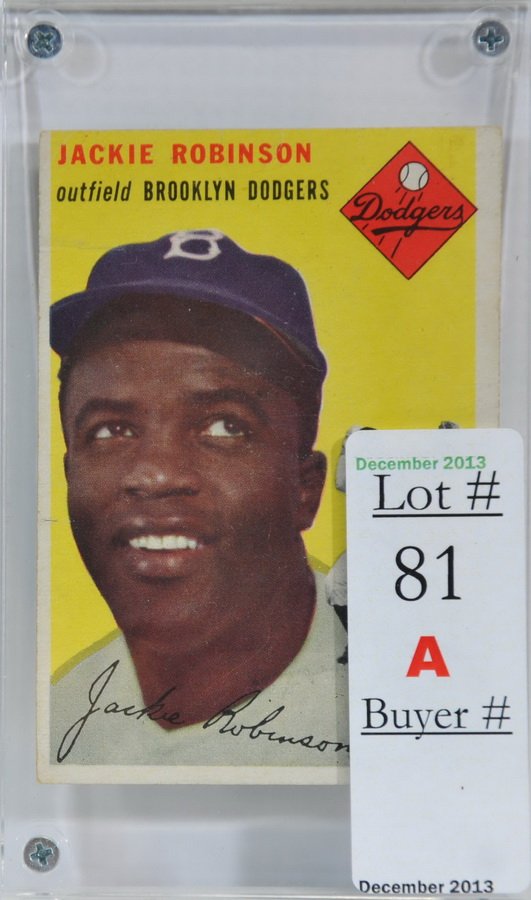 JACKIE ROBINSON
outfield BROOKLYN DODGERS
Dodgers
B
Jackie Robinson
December 2013
Lot #
81
A
Buyer #
December 2013